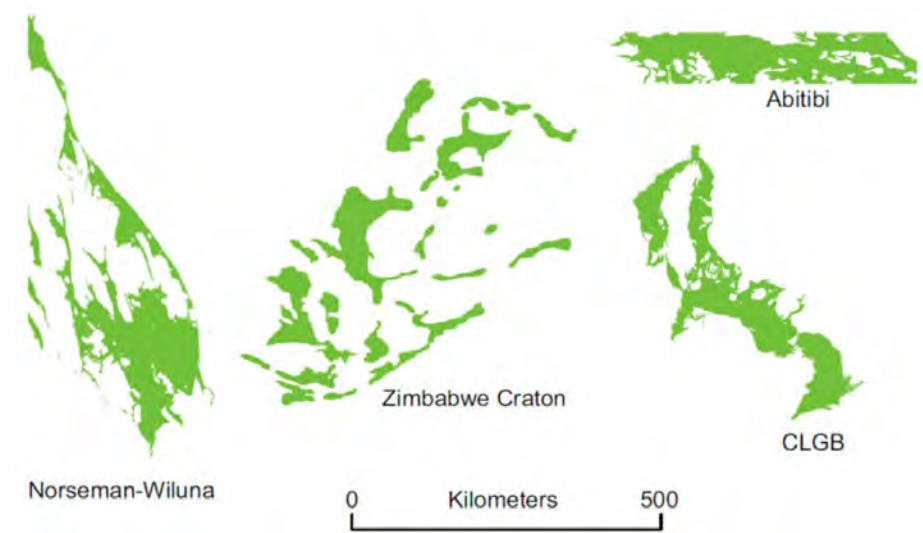 Abitibi
Zimbabwe Craton
CLGB
Norseman-Wiluna
0 Kilometers 500